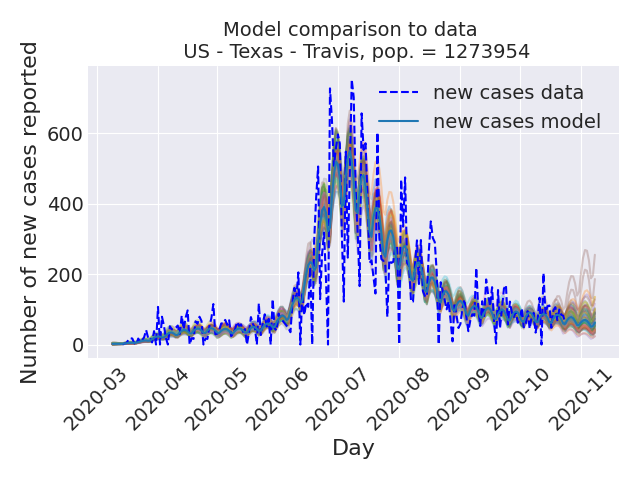 Model comparison to data
US - Texas - Travis, pop. = 1273954
Number of new cases reported
600
400
200
0
new cases data
new cases model
2020-03
2020-04
2020-05
2020-06
2020-07
2020-08
2020-09
2020-10
2020-11
Day